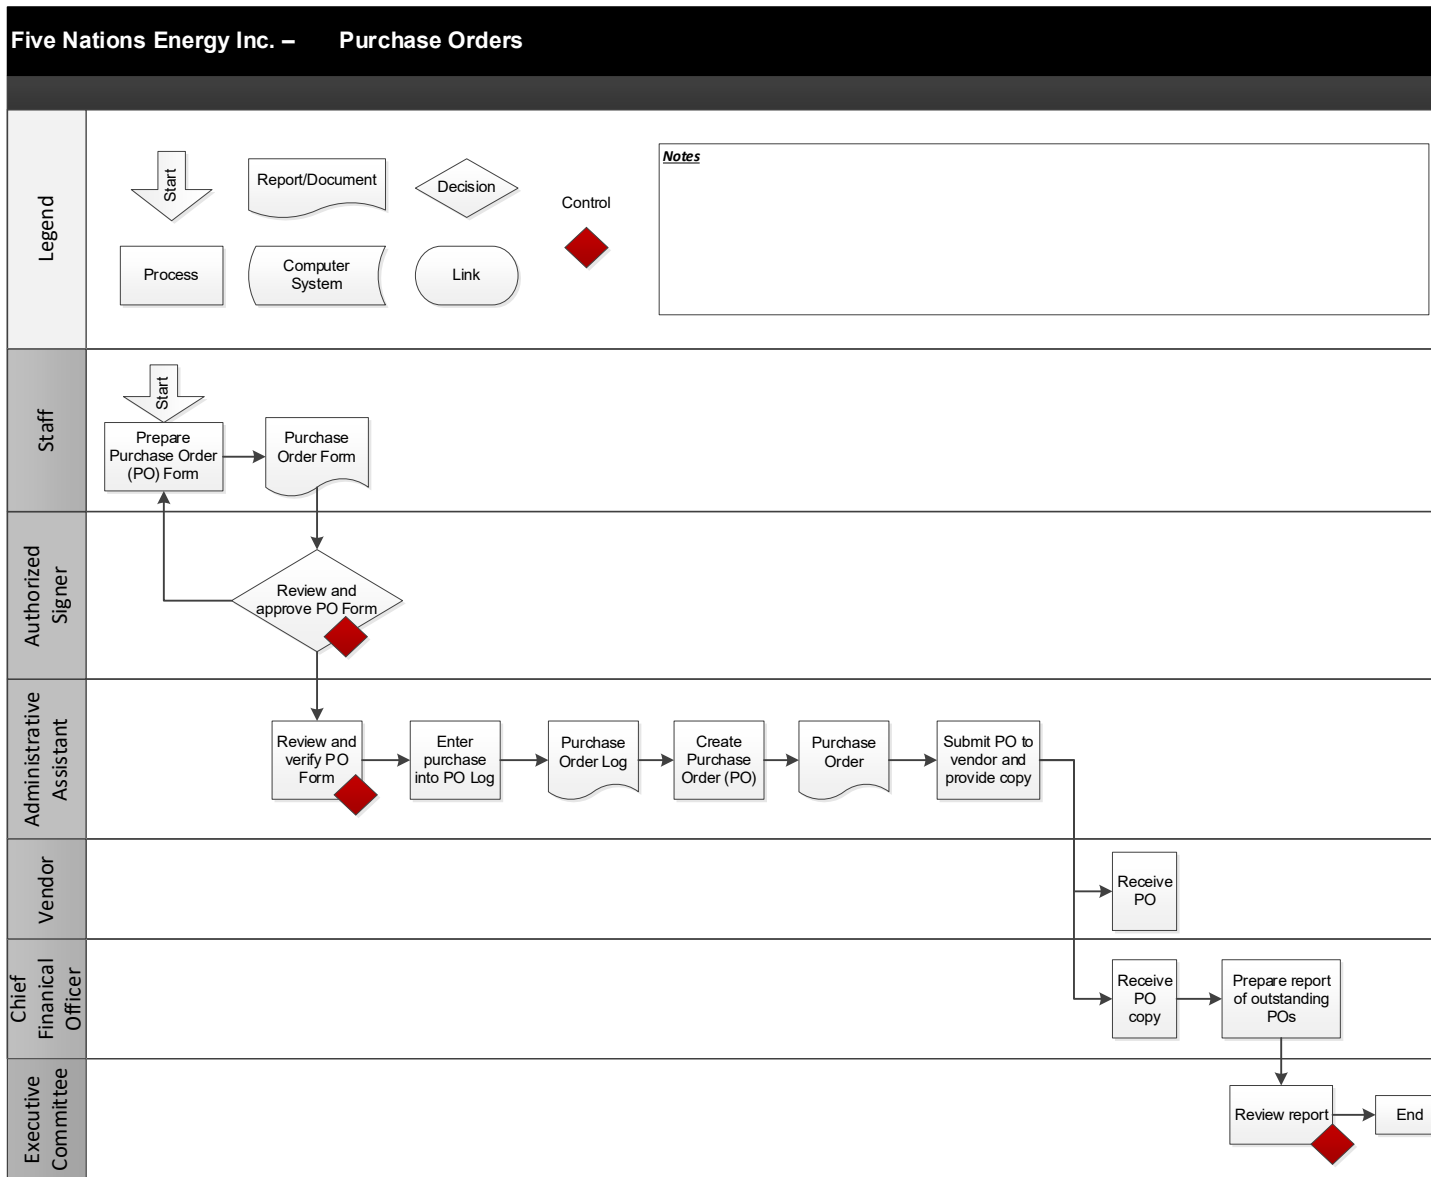 Five Nations Energy Inc. – Purchase Orders
Legend
Start
Report/Document
Decision
Control
Process
Computer
System
Link
Notes
Staff
Start
Prepare
Purchase Order
(PO) Form
Purchase
Order Form
Authorized
Signer
Review and
approve PO Form
Administrative
Assistant
Review and
verify PO
Form
Enter
purchase
into PO Log
Purchase
Order Log
Create
Purchase
Order (PO)
Purchase
Order
Submit PO to
vendor and
provide copy
Vendor
Receive
PO
Chief
Finanical
Officer
Receive
PO
copy
Prepare report
of outstanding
POs
Executive
Committee
Review report
End